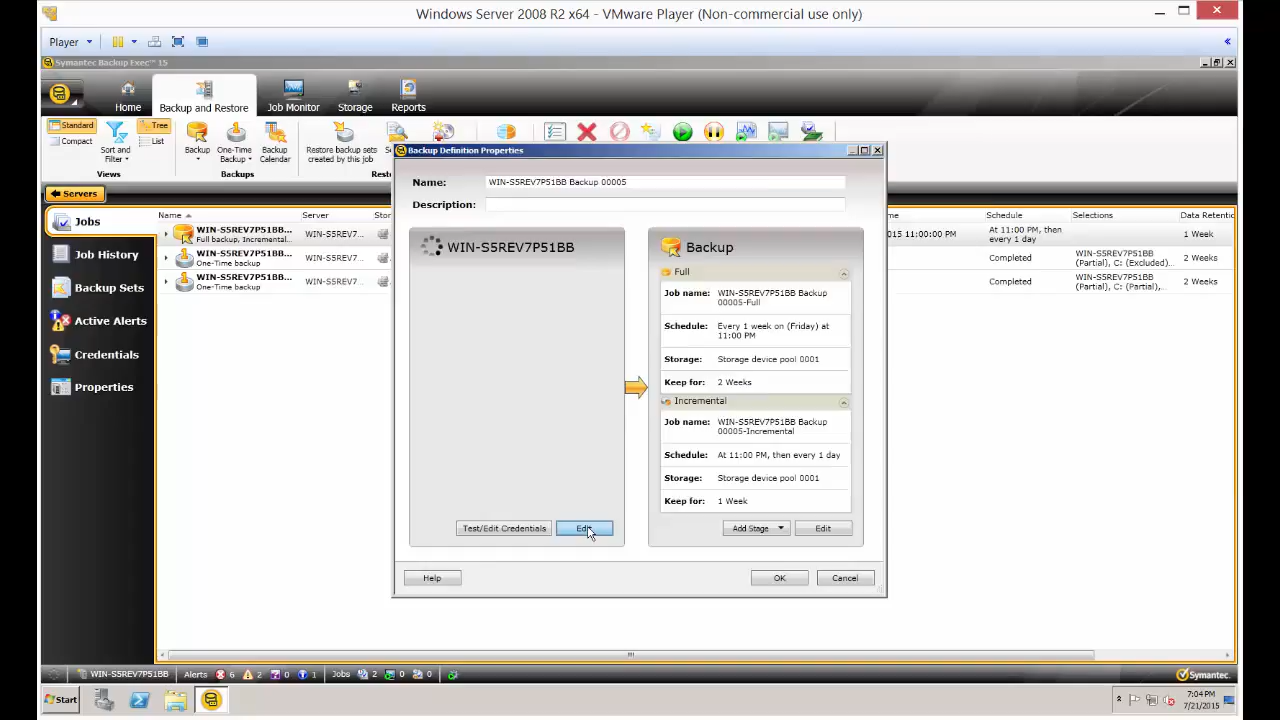 Windows Server 2008 R2 x64 - VMware Player (Non-commercial use only)
Player
Symantec Backup Exec™ 15
Home
Backup and Restore
Job Monitor
Storage
Reports
Standard
Compact
Sort and
Filter
Tree
List
Views
Backup
One-Time
Backup
Backup
Calendar
Backups
Restore backup sets
created by this job
Servers
Jobs
Job History
Backup Sets
Active Alerts
Credentials
Properties
Name
Server
Schedule
Selections
Data Retenti
WIN-S5REV7P51BB...
Full backup, Incremental...
WIN-S5REV7...
015 11:00:00 PM
At 11:00 PM, then
every 1 day
1 Week
WIN-S5REV7P51BB...
One-Time backup
WIN-S5REV7...
Completed
WIN-S5REV7P51BB
(Partial), C: (Excluded)...
2 Weeks
WIN-S5REV7P51BB...
One-Time backup
WIN-S5REV7...
Completed
WIN-S5REV7P51BB
(Partial), C: (Partial),...
2 Weeks
Backup Definition Properties
Name: WIN-S5REV7P51BB Backup 00005
Description:
WIN-S5REV7P51BB
Test/Edit Credentials
Backup
Full
Job name: WIN-S5REV7P51BB Backup
00005-Full
Schedule: Every 1 week on (Friday) at
11:00 PM
Storage: Storage device pool 0001
Keep for: 2 Weeks
Incremental
Job name: WIN-S5REV7P51BB Backup
00005-Incremental
Schedule: At 11:00 PM, then every 1 day
Storage: Storage device pool 0001
Keep for: 1 Week
Add Stage
Edit
Help
OK
Cancel
WIN-S5REV7P51BB Alerts 6 2 0 1 Jobs 2 0 0
Symantec.
Start
7:04 PM
7/21/2015